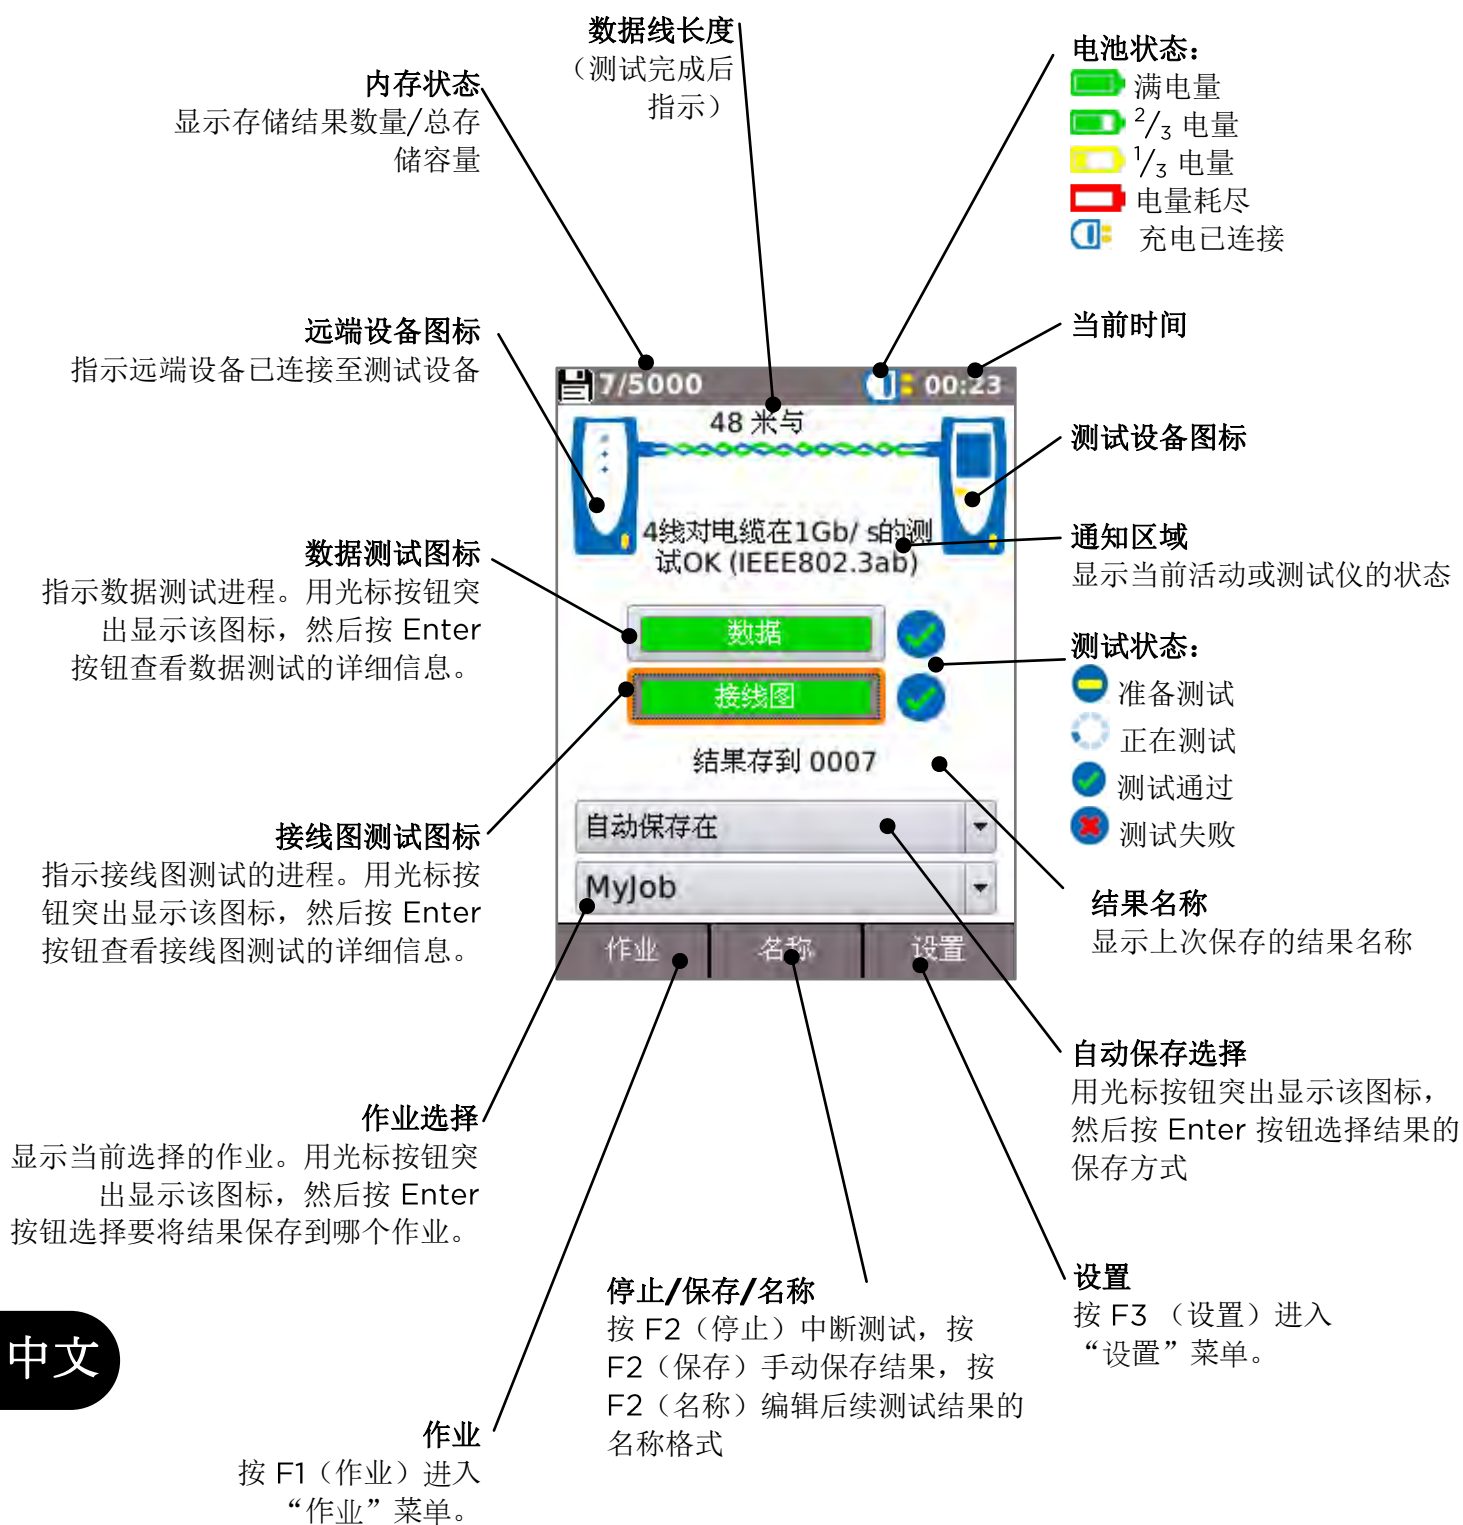 数据线长度
（测试完成后
指示）
内存状态
显示存储结果数量/总存
储容量
电池状态：
满电量
2/3 电量
1/3 电量
电量耗尽
充电已连接
远端设备图标
指示远端设备已连接至测试设备
当前时间
7/5000
00:23
48 米与
测试设备图标
4线对电缆在1Gb/ s的测
试OK (IEEE802.3ab)
通知区域
显示当前活动或测试仪的状态
数据测试图标
指示数据测试进程。用光标按钮突
出显示该图标，然后按 Enter
按钮查看数据测试的详细信息。
数据
接线图
测试状态：
准备测试
正在测试
测试通过
测试失败
结果存到 0007
自动保存在
MyJob
接线图测试图标
指示接线图测试的进程。用光标按
钮突出显示该图标，然后按 Enter
按钮查看接线图测试的详细信息。
结果名称
显示上次保存的结果名称
作业
名称
设置
自动保存选择
用光标按钮突出显示该图标，
然后按 Enter 按钮选择结果的
保存方式
作业选择
显示当前选择的作业。用光标按钮突
出显示该图标，然后按 Enter
按钮选择要将结果保存到哪个作业。
停止/保存/名称
按 F2（停止）中断测试，按
F2（保存）手动保存结果，按
F2（名称）编辑后续测试结果的
名称格式
设置
按 F3 （设置）进入
“设置”菜单。
中文
作业
按 F1（作业）进入
“作业”菜单。